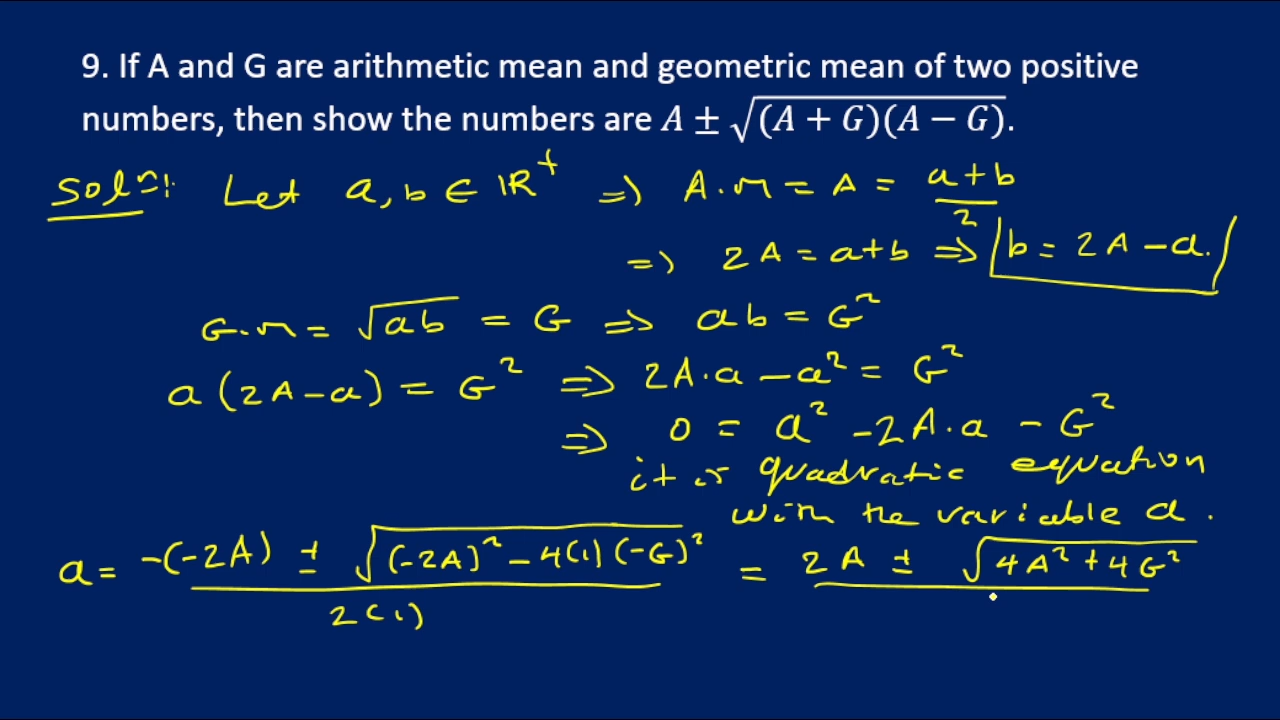 9. If A and G are arithmetic mean and geometric mean of two positive
numbers, then show the numbers are A ± √((A + G)(A − G)).
Soln: Let a, b ∈ IR⁺ => A.M = A = (a+b)/2
=> 2A = a+b => b = 2A – a.
G.M = √ab = G => ab = G²
a(2A–a) = G² => 2A·a – a² = G²
=> 0 = a² – 2A·a – G²
it is quadratic equation
with the variable a.
a = (-(-2A) ± √((-2A)² – 4(1)(-G)²)) / 2(1) = 2A ± √(4A² + 4G²)